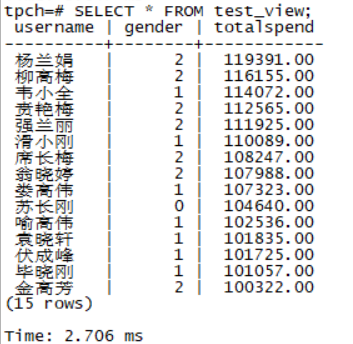 tpch=# SELECT * FROM test_view;
 username | gender | totalspend
----------+--------+------------
 杨兰娟   |      2 |  119391.00
 柳高梅   |      2 |  116155.00
 韦小全   |      1 |  114072.00
 贲艳梅   |      2 |  112565.00
 强兰丽   |      2 |  111925.00
 滑小刚   |      1 |  110089.00
 席长梅   |      2 |  108247.00
 翁晓婷   |      2 |  107988.00
 娄高伟   |      1 |  107323.00
 苏长刚   |      0 |  104640.00
 喻高伟   |      1 |  102536.00
 袁晓轩   |      1 |  101835.00
 伏成峰   |      1 |  101725.00
 毕晓刚   |      1 |  101057.00
 金高芳   |      2 |  100322.00
(15 rows)
Time: 2.706 ms